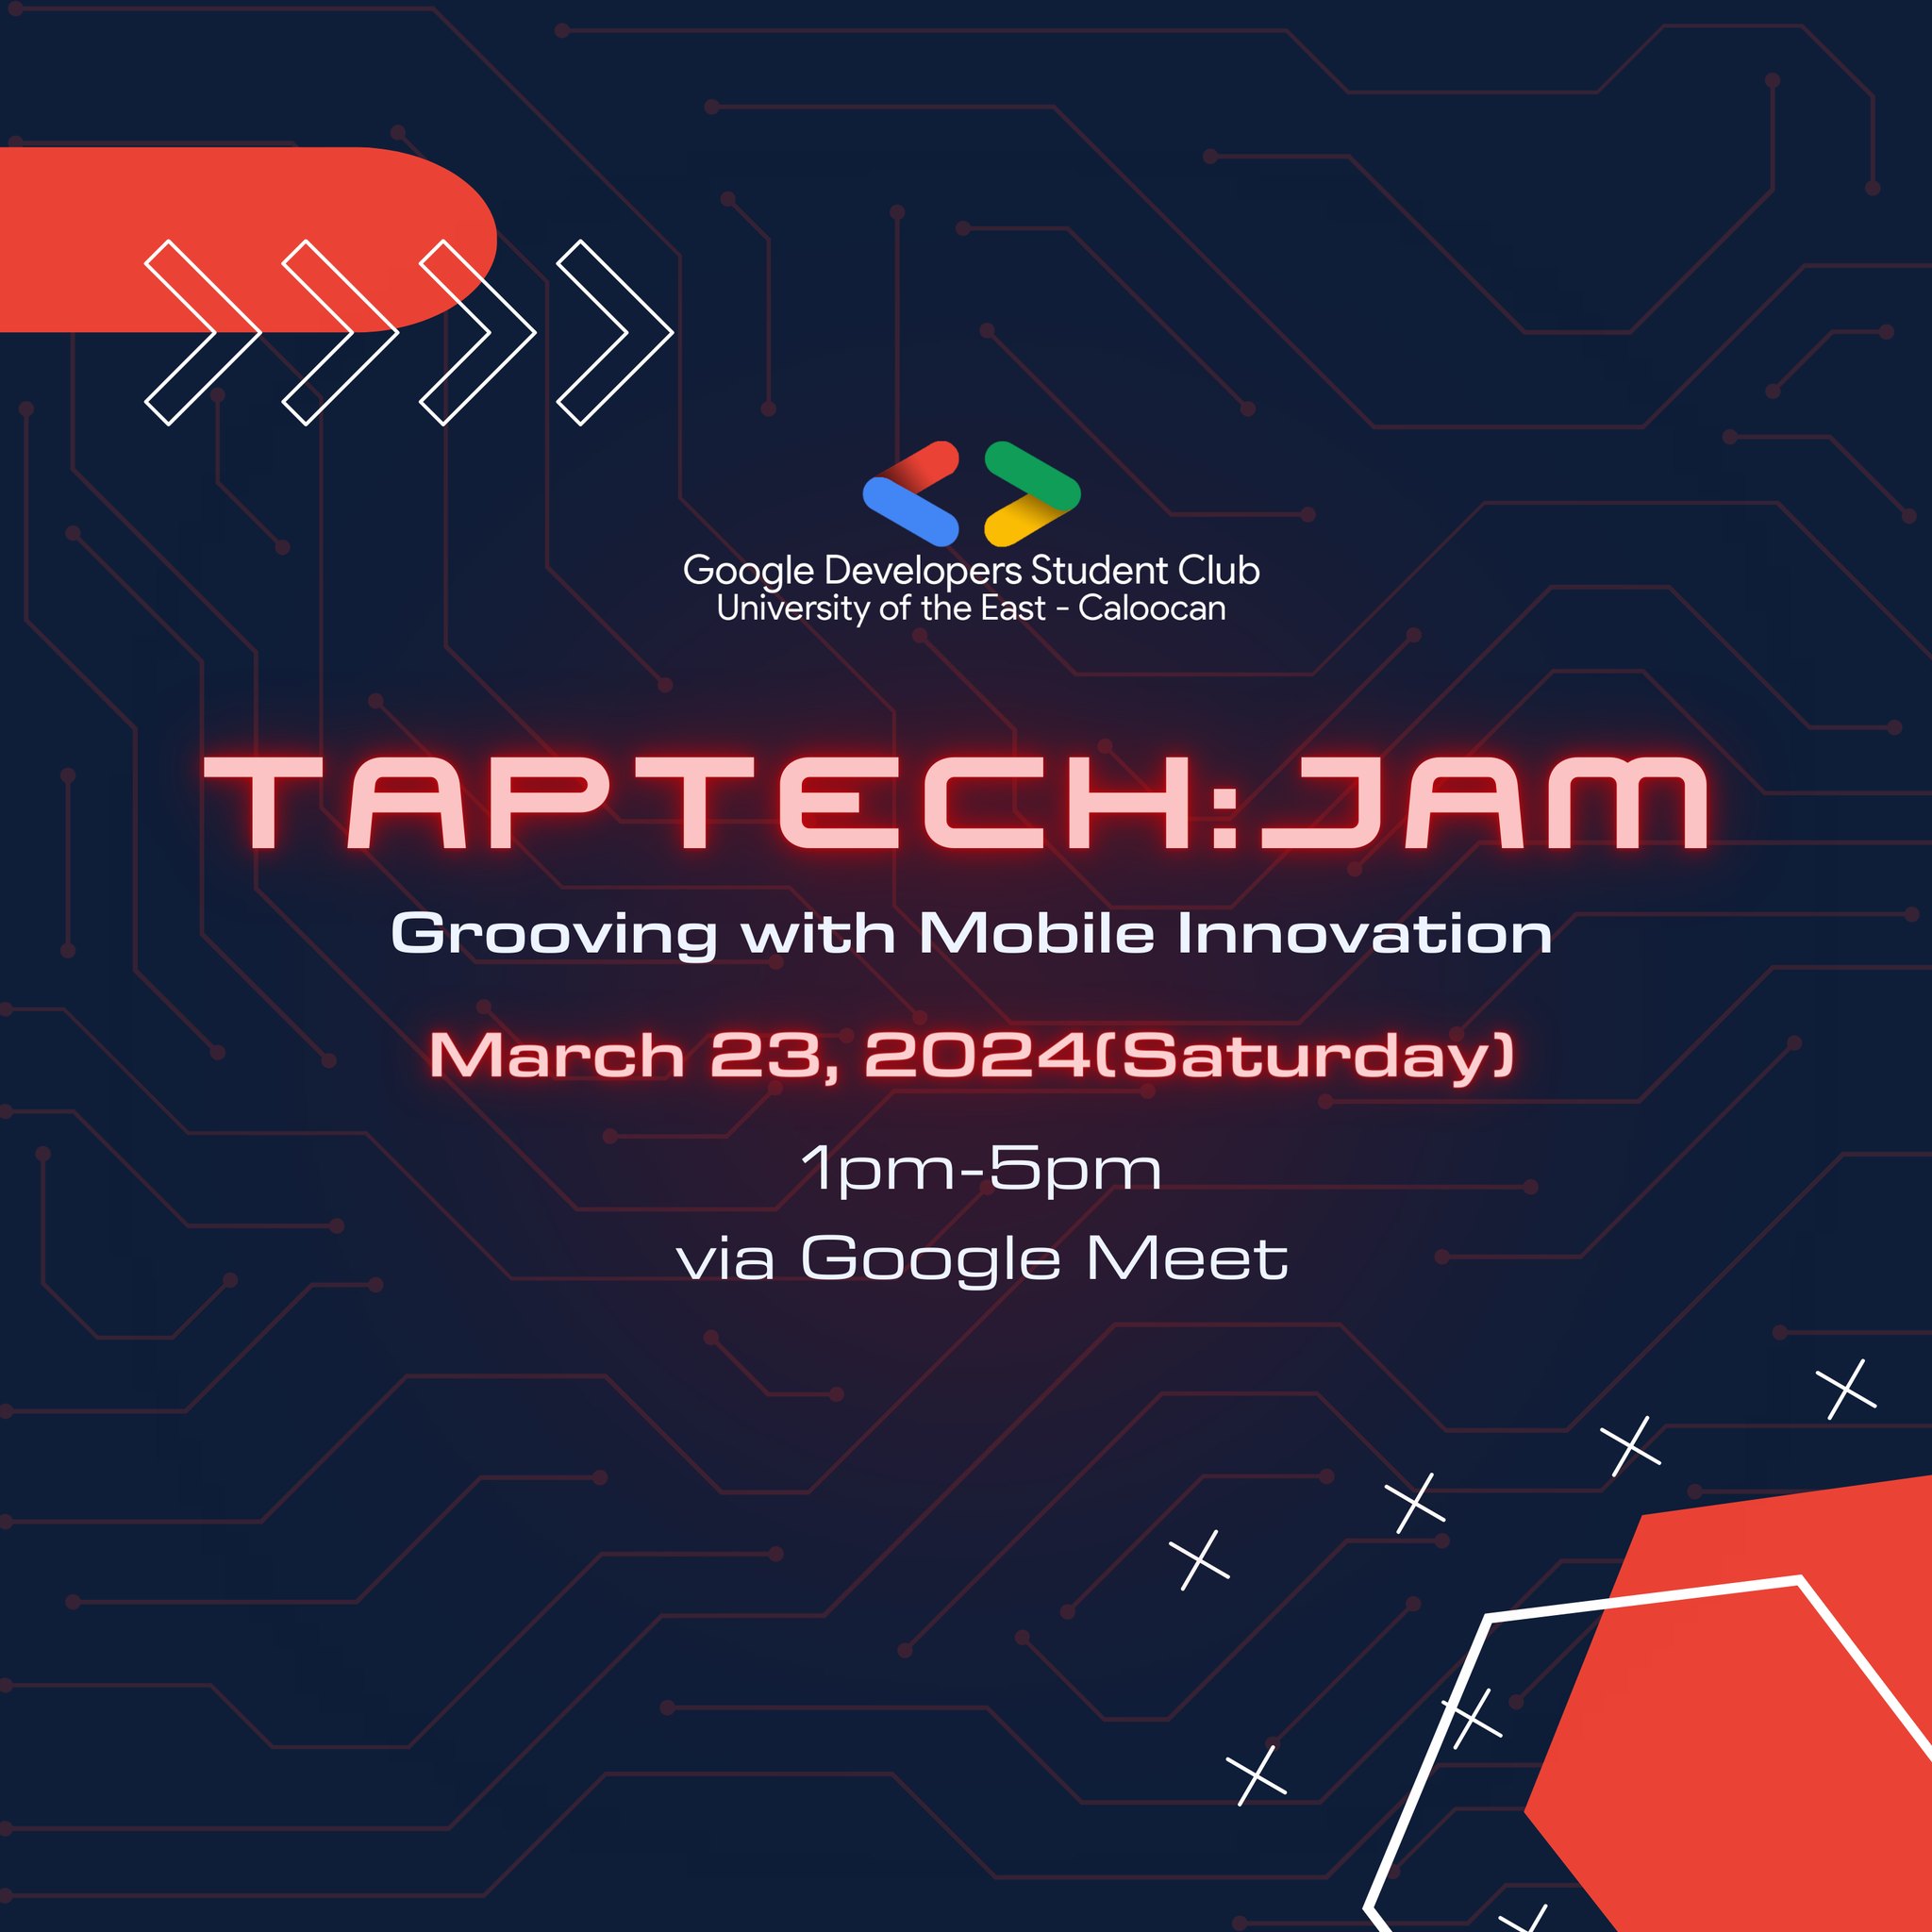 Google Developers Student Club
University of the East - Caloocan
TAPTECH:JAM
Grooving with Mobile Innovation
March 23, 2024(Saturday)
1pm-5pm
via Google Meet